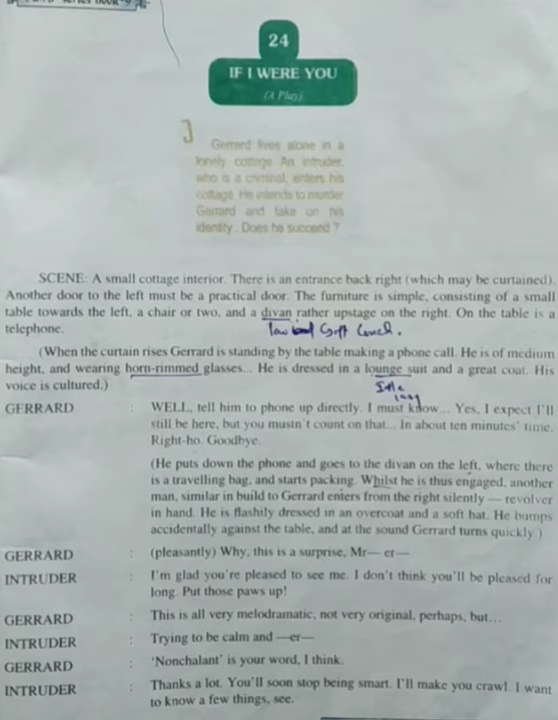 24
IF I WERE YOU
(A Play)
Gerrard lives alone in a
lonely cottage. An intruder,
who is a criminal, enters his
cottage. He intends to murder
Gerrard and take on his
identity. Does he succeed ?
SCENE: A small cottage interior. There is an entrance back right (which may be curtained).
Another door to the left must be a practical door. The furniture is simple, consisting of a small
table towards the left, a chair or two, and a divan rather upstage on the right. On the table is a
telephone.
(When the curtain rises Gerrard is standing by the table making a phone call. He is of medium
height, and wearing horn-rimmed glasses... He is dressed in a lounge suit and a great coat. His
voice is cultured.)
GERRARD : WELL, tell him to phone up directly. I must know... Yes, I expect I'll
still be here, but you mustn't count on that... In about ten minutes' time.
Right-ho. Goodbye.
(He puts down the phone and goes to the divan on the left, where there
is a travelling bag, and starts packing. Whilst he is thus engaged, another
man, similar in build to Gerrard enters from the right silently — revolver
in hand. He is flashily dressed in an overcoat and a soft hat. He bumps
accidentally against the table, and at the sound Gerrard turns quickly.)
GERRARD : (pleasantly) Why, this is a surprise, Mr— er—
INTRUDER : I'm glad you're pleased to see me. I don't think you'll be pleased for
long. Put those paws up!
GERRARD : This is all very melodramatic, not very original, perhaps, but...
INTRUDER : Trying to be calm and —er—
GERRARD : 'Nonchalant' is your word, I think.
INTRUDER : Thanks a lot. You'll soon stop being smart. I'll make you crawl. I want
to know a few things, see.